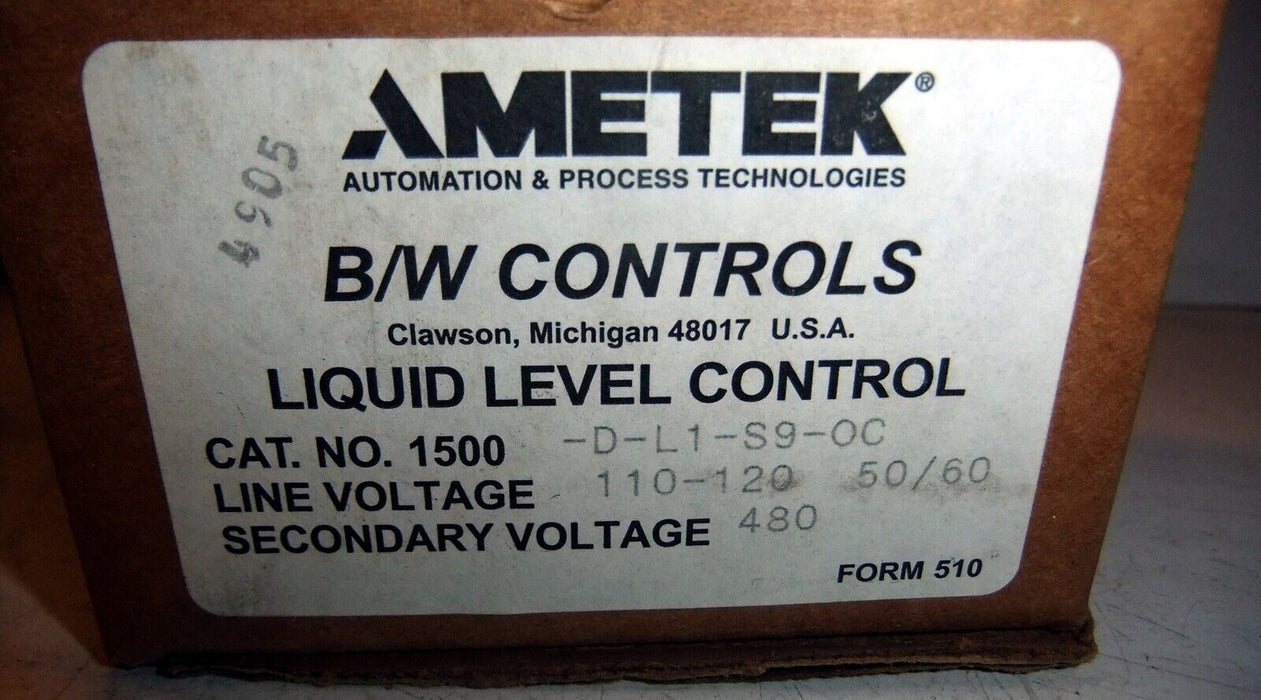 AMETEK®
AUTOMATION & PROCESS TECHNOLOGIES
4905
B/W CONTROLS
Clawson, Michigan 48017 U.S.A.
LIQUID LEVEL CONTROL
CAT. NO. 1500 -D-L1-S9-OC
LINE VOLTAGE 110-120 50/60
SECONDARY VOLTAGE 480
FORM 510